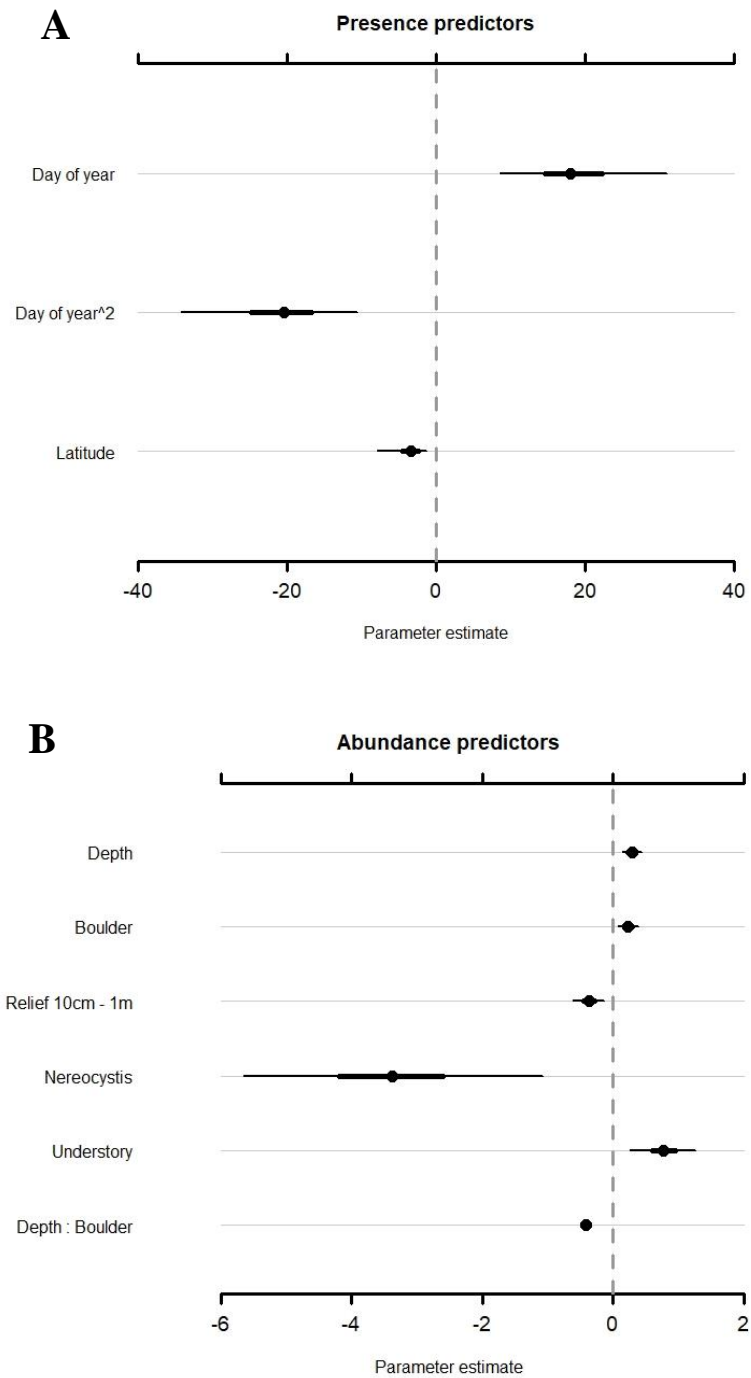 A
Presence predictors
Day of year
Day of year^2
Latitude
-40 -20 0 20 40
Parameter estimate
B
Abundance predictors
Depth
Boulder
Relief 10cm - 1m
Nereocystis
Understory
Depth : Boulder
-6 -4 -2 0 2
Parameter estimate